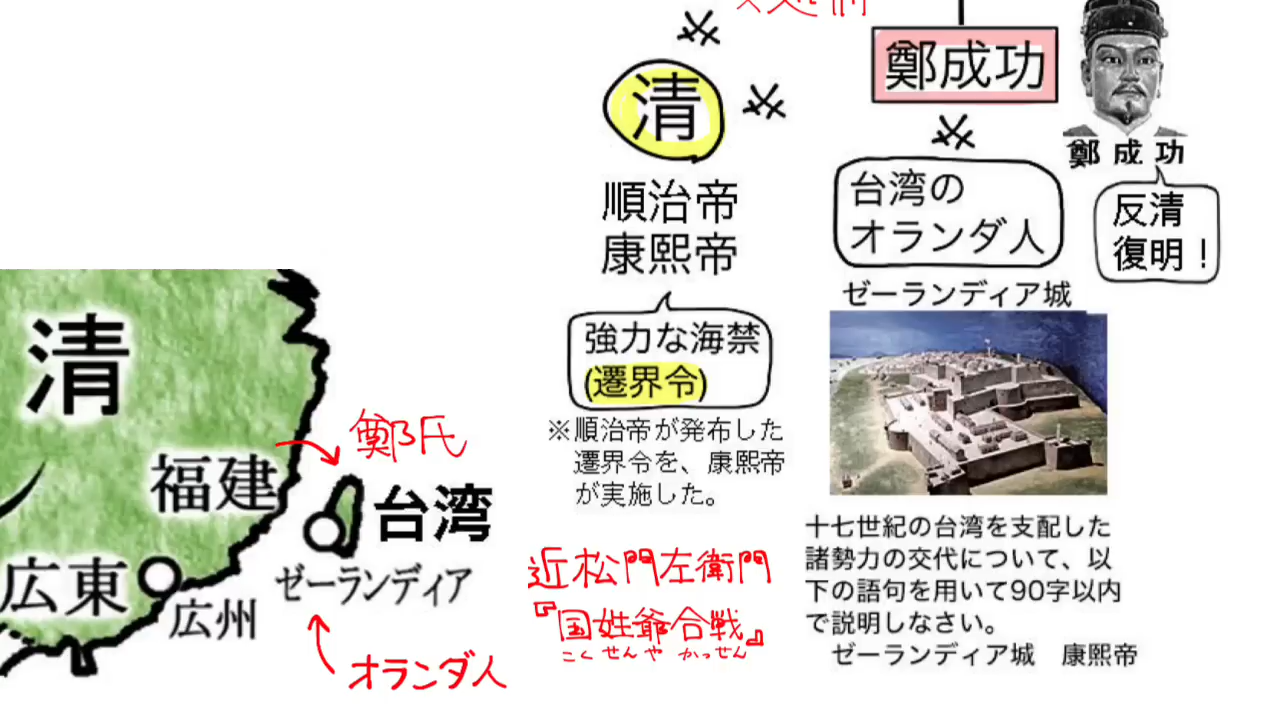 清
鄭成功
鄭成功
反清
復明！
順治帝
康熙帝
台湾の
オランダ人
ゼーランディア城
強力な海禁
(遷界令)
※順治帝が発布した
遷界令を、康熙帝
が実施した。
清
鄭氏
福建
台湾
ゼーランディア
広東
広州
オランダ人
近松門左衛門
『国姓爺合戦』
こくせんや かっせん
十七世紀の台湾を支配した
諸勢力の交代について、以
下の語句を用いて90字以内
で説明しなさい。
ゼーランディア城　康熙帝